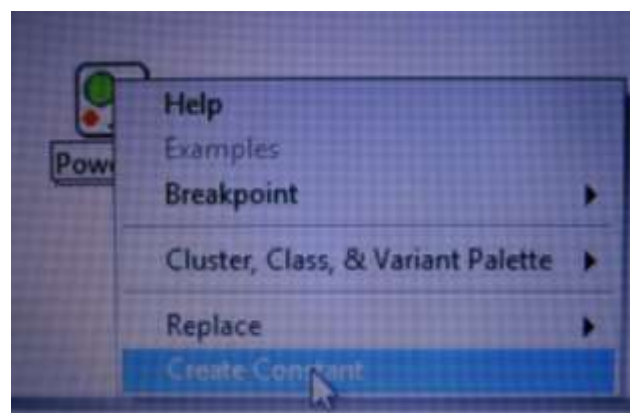 Help
Examples
Pow
Breakpoint
Cluster, Class, & Variant Palette
Replace
Create Constant